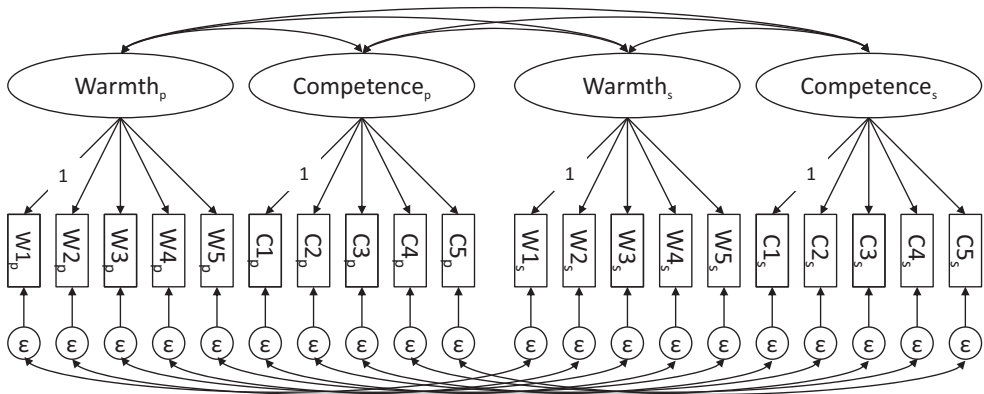 Warmthₚ Competenceₚ Warmthₛ Competenceₛ
1 1 1 1
W1ₚ W2ₚ W3ₚ W4ₚ W5ₚ C1ₚ C2ₚ C3ₚ C4ₚ C5ₚ W1ₛ W2ₛ W3ₛ W4ₛ W5ₛ C1ₛ C2ₛ C3ₛ C4ₛ C5ₛ
ε ε ε ε ε ε ε ε ε ε ε ε ε ε ε ε ε ε ε ε